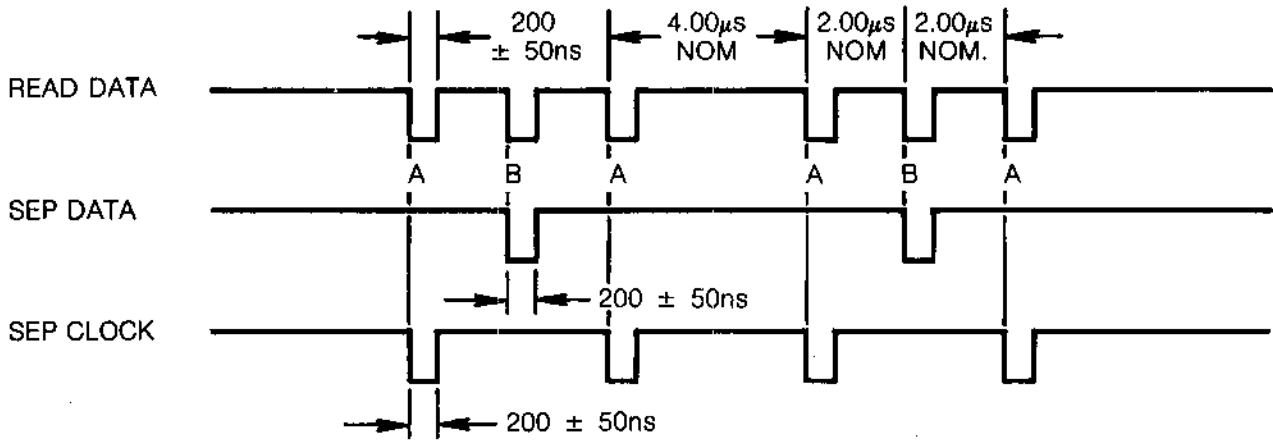 200
± 50ns
4.00μs
NOM
2.00μs
NOM
2.00μs
NOM.
READ DATA
A B A A B A
SEP DATA
200 ± 50ns
SEP CLOCK
200 ± 50ns